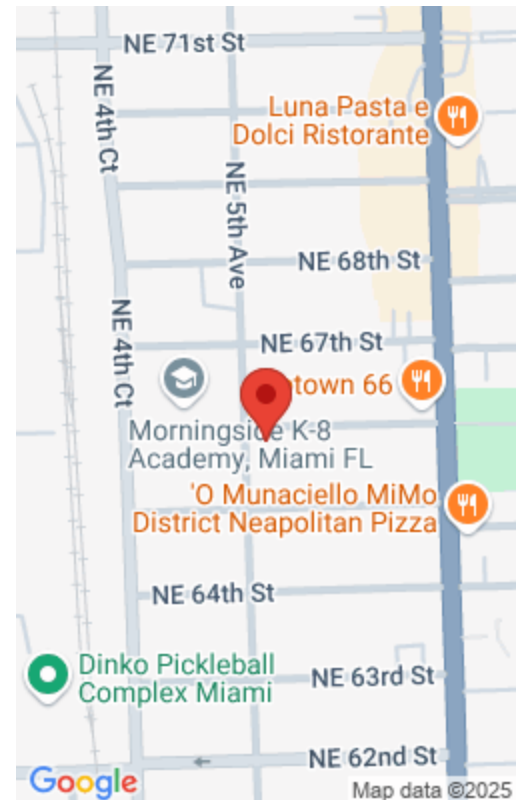 NE 71st St
NE 4th Ct
Luna Pasta e
Dolci Ristorante
NE 5th Ave
NE 68th St
NE 4th Ct
NE 67th St
town 66
Morningside K-8
Academy, Miami FL
'O Munaciello MiMo
District Neapolitan Pizza
NE 64th St
Dinko Pickleball
Complex Miami
NE 63rd St
NE 62nd St
Google
Map data ©2025